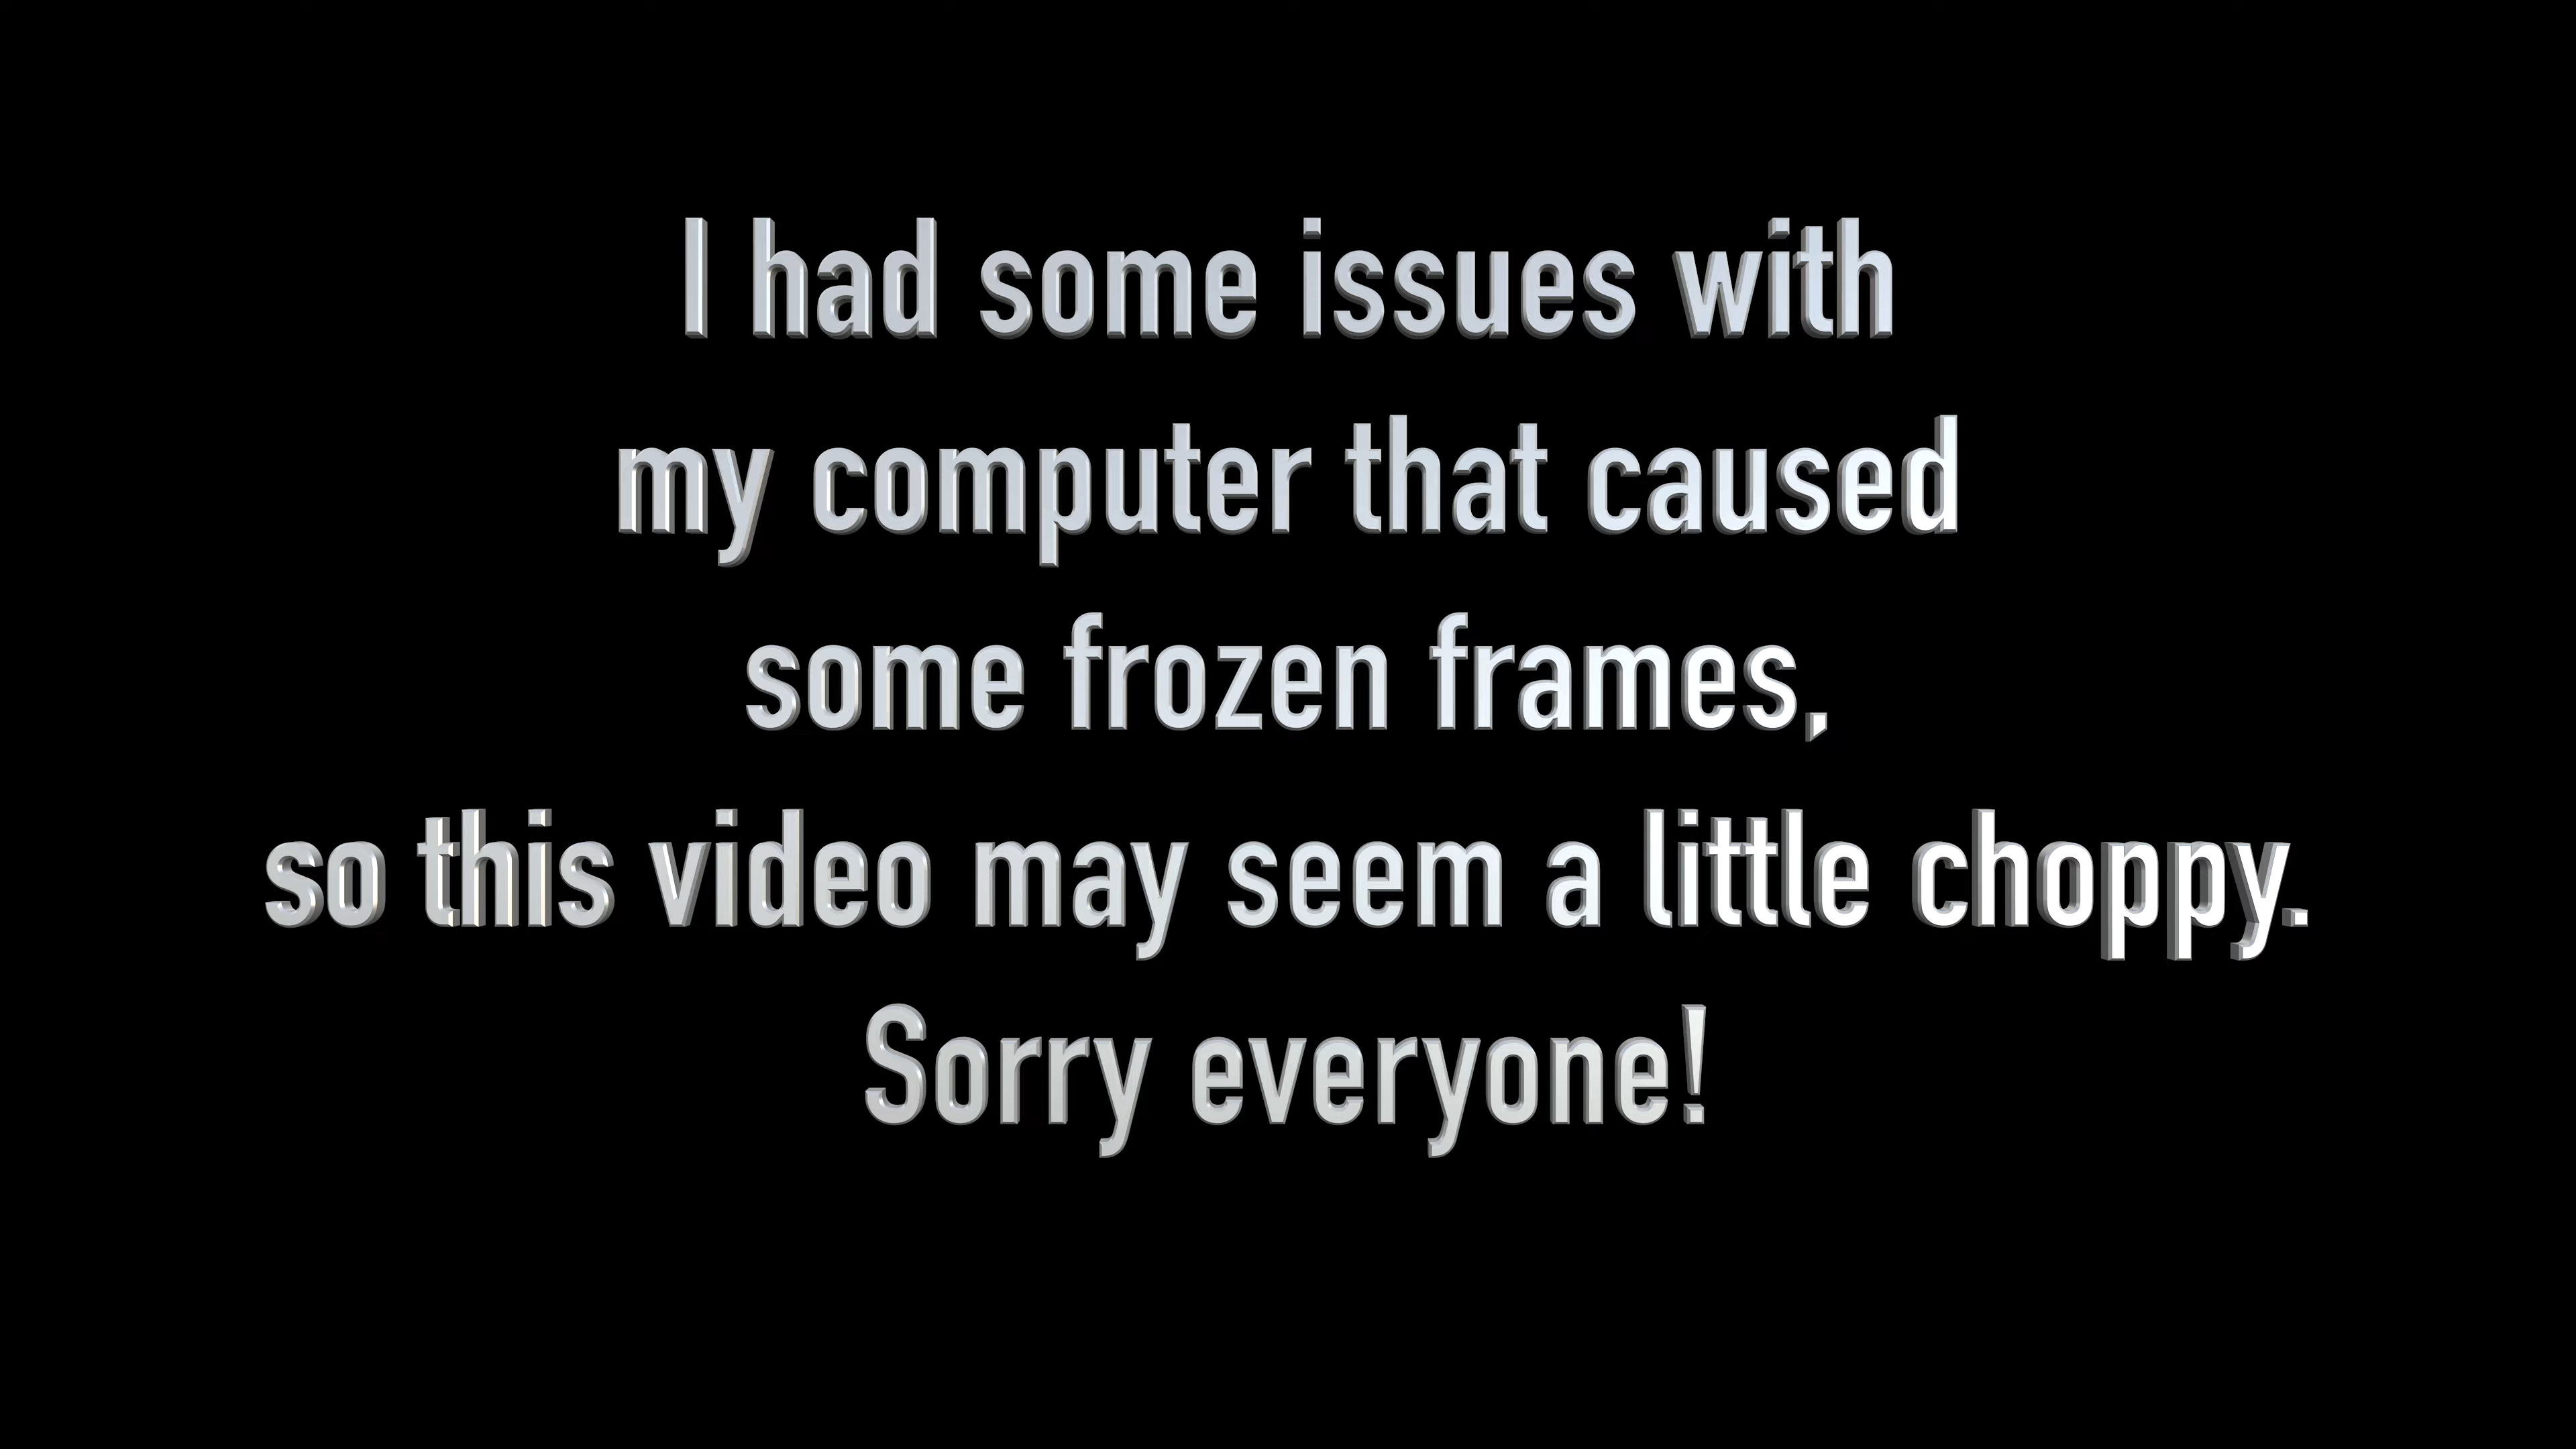 I had some issues with
my computer that caused
some frozen frames,
so this video may seem a little choppy.
Sorry everyone!